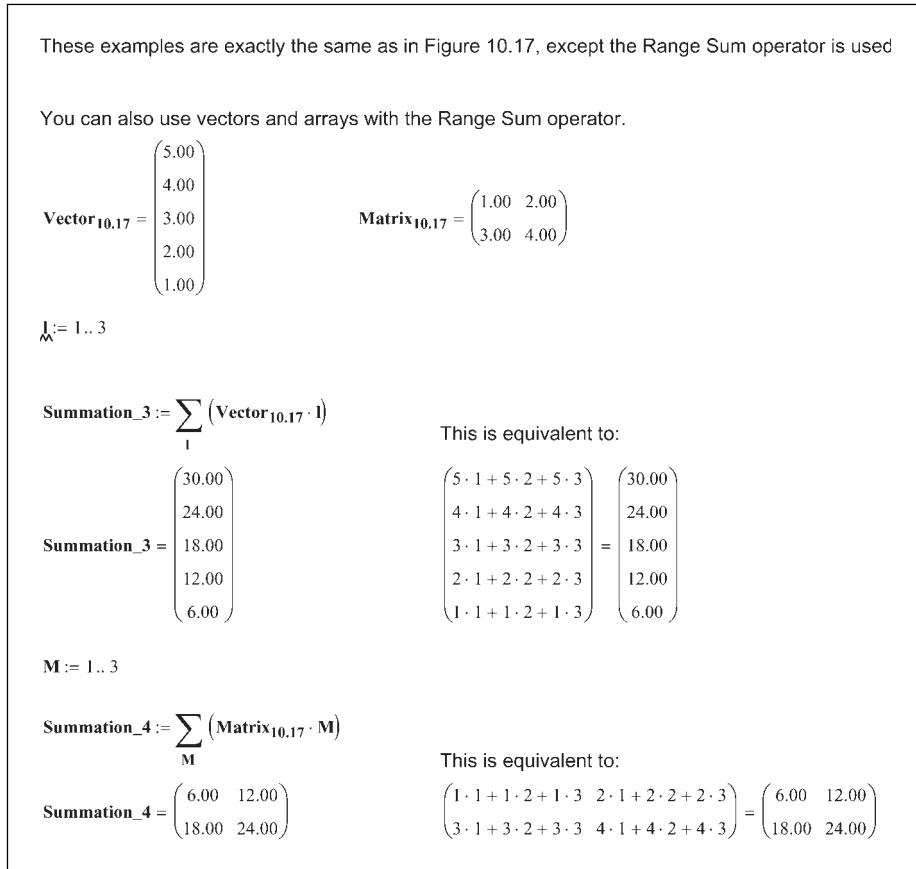 These examples are exactly the same as in Figure 10.17, except the Range Sum operator is used
You can also use vectors and arrays with the Range Sum operator.
Vector10.17 = (5.00 4.00 3.00 2.00 1.00)
Matrix10.17 = (1.00 2.00
3.00 4.00)
l := 1.. 3
Summation_3 := ∑ l (Vector10.17 · l)
This is equivalent to:
Summation_3 = (30.00 24.00 18.00 12.00 6.00)
(5 · 1 + 5 · 2 + 5 · 3
4 · 1 + 4 · 2 + 4 · 3
3 · 1 + 3 · 2 + 3 · 3
2 · 1 + 2 · 2 + 2 · 3
1 · 1 + 1 · 2 + 1 · 3) = (30.00 24.00 18.00 12.00 6.00)
M := 1.. 3
Summation_4 := ∑ M (Matrix10.17 · M)
This is equivalent to:
Summation_4 = (6.00 12.00
18.00 24.00)
(1 · 1 + 1 · 2 + 1 · 3 2 · 1 + 2 · 2 + 2 · 3
3 · 1 + 3 · 2 + 3 · 3 4 · 1 + 4 · 2 + 4 · 3) = (6.00 12.00
18.00 24.00)